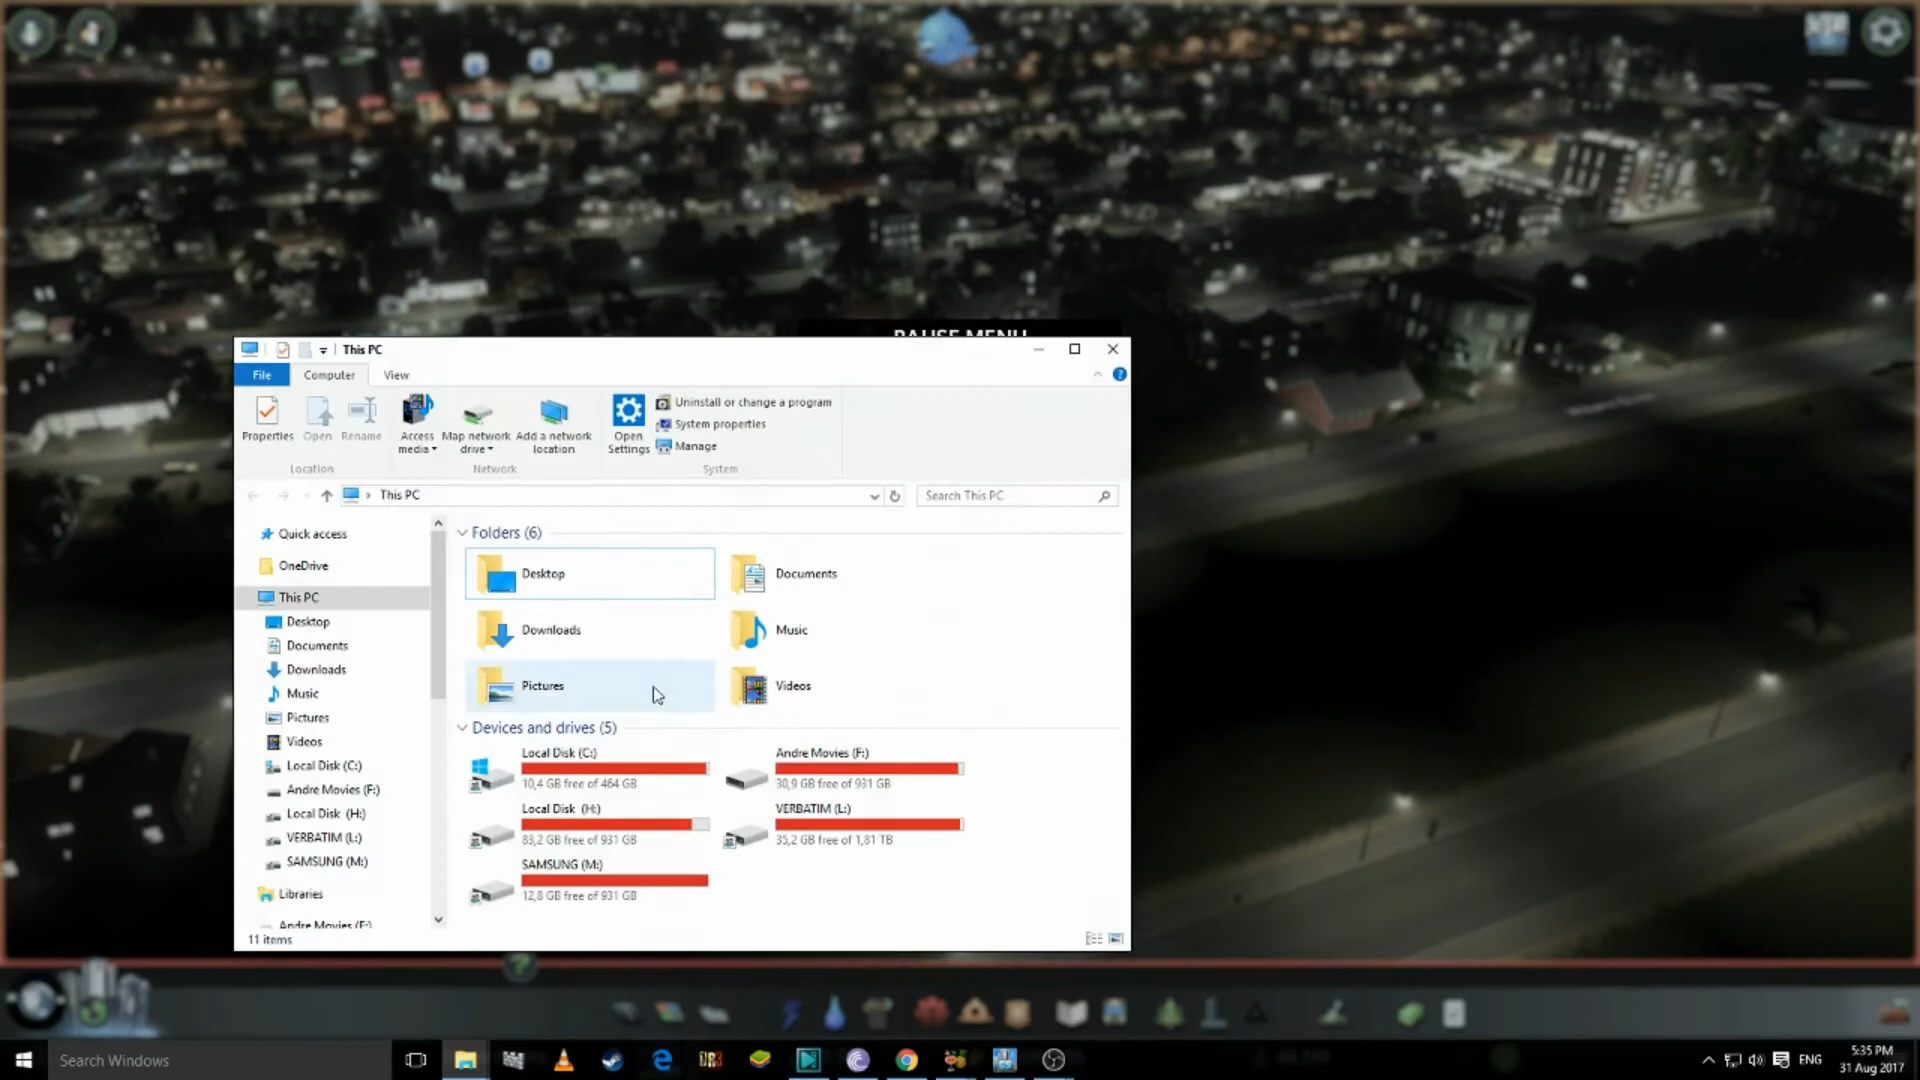 PAUSE MENU
This PC
File
Computer
View
Properties
Open
Rename
Access media
Map network drive
Add a network location
Open Settings
Uninstall or change a program
System properties
Manage
Location
Network
System
This PC
Search This PC
Quick access
OneDrive
This PC
Desktop
Documents
Downloads
Music
Pictures
Videos
Local Disk (C:)
Andre Movies (F:)
Local Disk (H:)
VERBATIM (L:)
SAMSUNG (M:)
Libraries
Andre Movies (F:)
Folders (6)
Desktop
Documents
Downloads
Music
Pictures
Videos
Devices and drives (5)
Local Disk (C:)
10,4 GB free of 464 GB
Andre Movies (F:)
30,9 GB free of 931 GB
Local Disk (H:)
83,2 GB free of 931 GB
VERBATIM (L:)
35,2 GB free of 1,81 TB
SAMSUNG (M:)
12,8 GB free of 931 GB
11 items
Search Windows
ENG
5:35 PM
31 Aug 2017